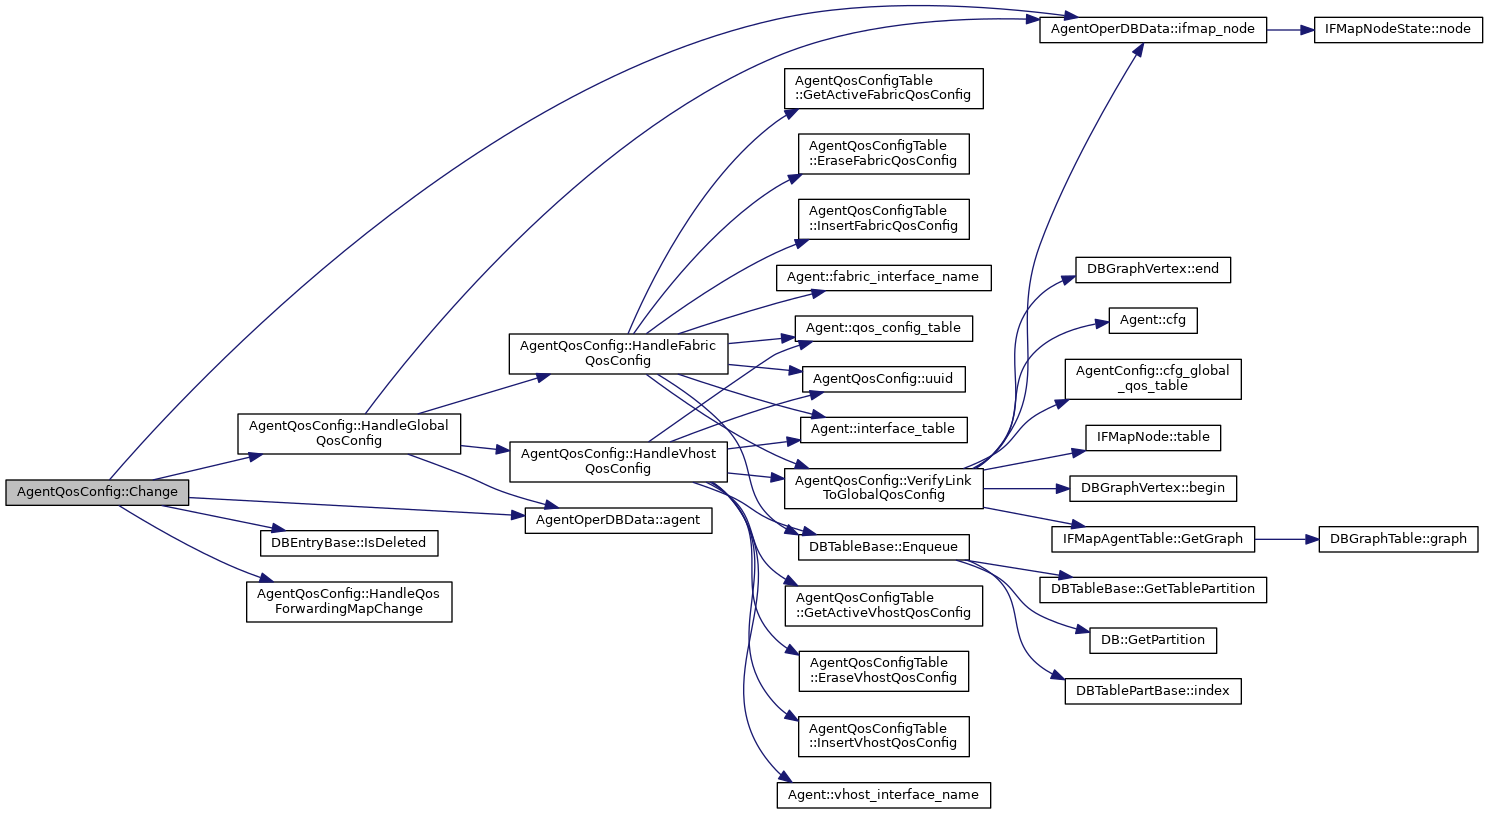 AgentQosConfig::Change
AgentOperDBData::ifmap_node
IFMapNodeState::node
AgentQosConfig::HandleGlobal
QosConfig
AgentQosConfig::HandleFabric
QosConfig
AgentQosConfigTable
::GetActiveFabricQosConfig
AgentQosConfigTable
::EraseFabricQosConfig
AgentQosConfigTable
::InsertFabricQosConfig
Agent::fabric_interface_name
Agent::qos_config_table
AgentQosConfig::uuid
Agent::interface_table
AgentQosConfig::VerifyLink
ToGlobalQosConfig
DBGraphVertex::end
Agent::cfg
AgentConfig::cfg_global
_qos_table
IFMapNode::table
DBGraphVertex::begin
IFMapAgentTable::GetGraph
DBGraphTable::graph
DBTableBase::Enqueue
DBTableBase::GetTablePartition
DB::GetPartition
DBTablePartBase::index
AgentQosConfig::HandleVhost
QosConfig
AgentQosConfigTable
::GetActiveVhostQosConfig
AgentQosConfigTable
::EraseVhostQosConfig
AgentQosConfigTable
::InsertVhostQosConfig
Agent::vhost_interface_name
AgentOperDBData::agent
DBEntryBase::IsDeleted
AgentQosConfig::HandleQos
ForwardingMapChange